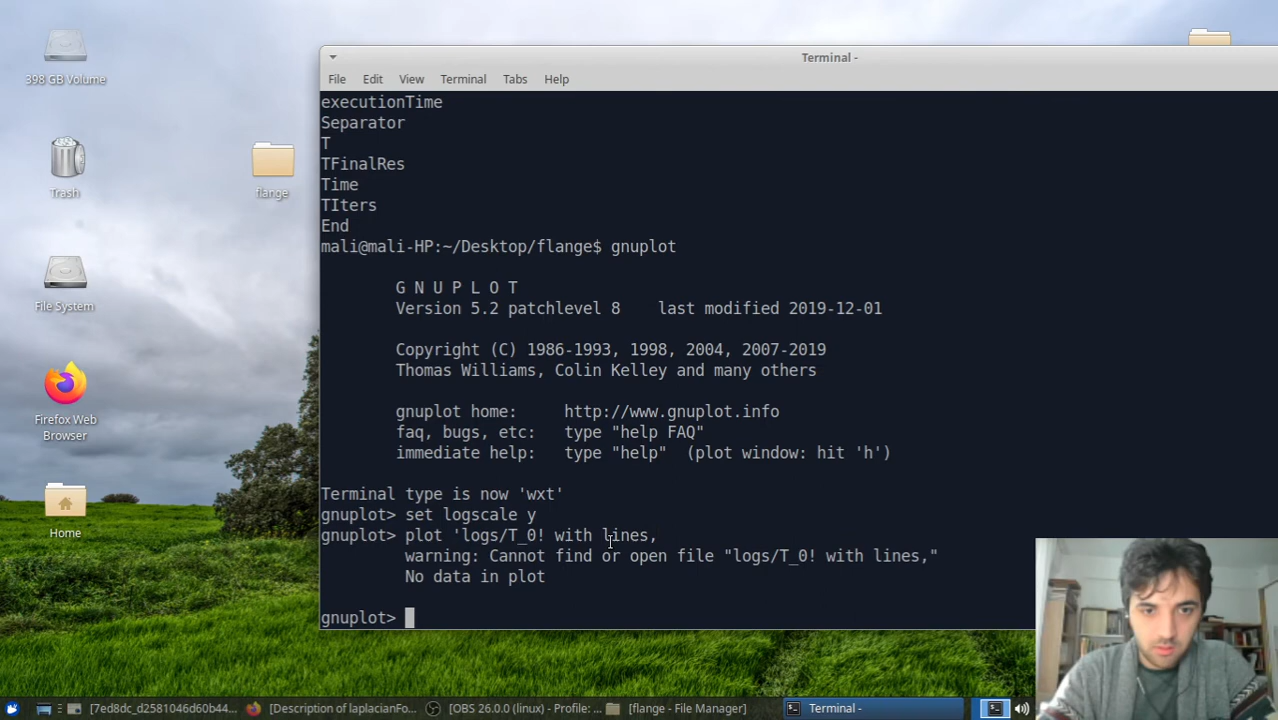 398 GB Volume
Trash
flange
File System
Firefox Web
Browser
Home
Terminal -
File Edit View Terminal Tabs Help
executionTime
Separator
T
TFinalRes
Time
TIters
End
mali@mali-HP:~/Desktop/flange$ gnuplot
G N U P L O T
Version 5.2 patchlevel 8 last modified 2019-12-01
Copyright (C) 1986-1993, 1998, 2004, 2007-2019
Thomas Williams, Colin Kelley and many others
gnuplot home: http://www.gnuplot.info
faq, bugs, etc: type "help FAQ"
immediate help: type "help" (plot window: hit 'h')
Terminal type is now 'wxt'
gnuplot> set logscale y
gnuplot> plot 'logs/T_0! with lines,
warning: Cannot find or open file "logs/T_0! with lines,"
No data in plot
gnuplot>
[7ed8dc_d2581046d60b44... [Description of laplacianFo... [OBS 26.0.0 (linux) - Profile: ... [flange - File Manager] Terminal -